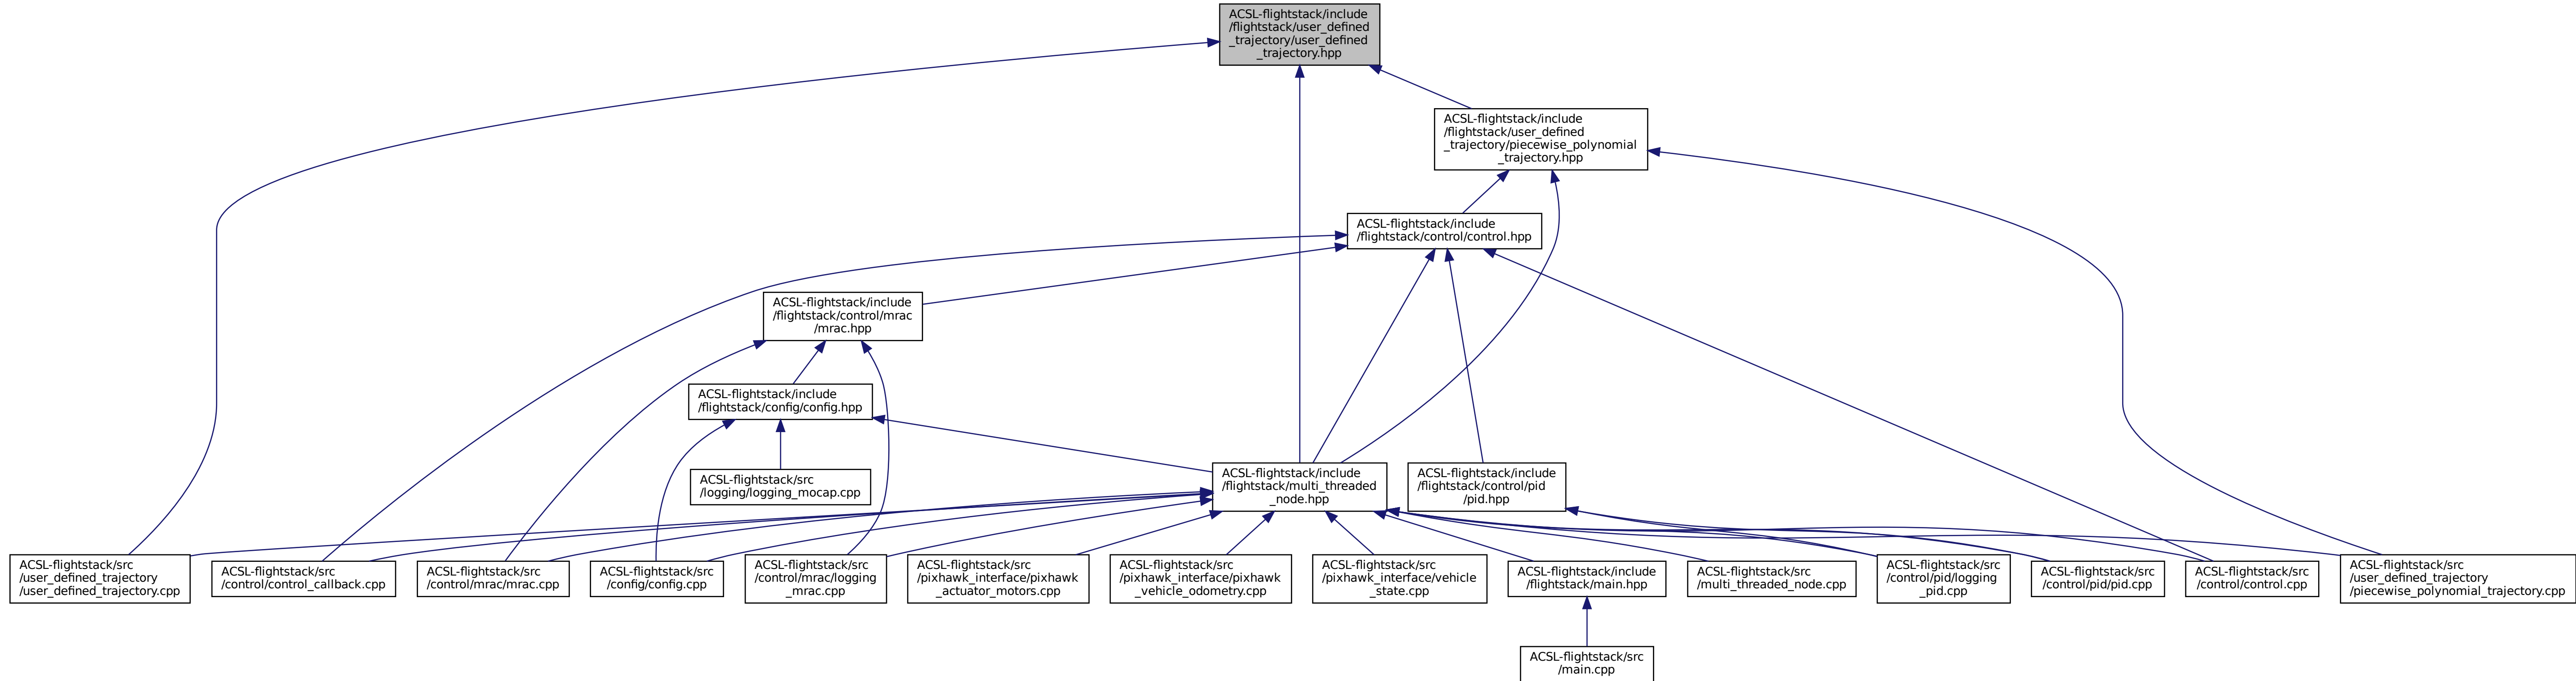 ACSL-flightstack/include
/flightstack/user_defined
_trajectory/user_defined
_trajectory.hpp
ACSL-flightstack/include
/flightstack/user_defined
_trajectory/piecewise_polynomial
_trajectory.hpp
ACSL-flightstack/include
/flightstack/control/control.hpp
ACSL-flightstack/include
/flightstack/control/mrac
/mrac.hpp
ACSL-flightstack/include
/flightstack/config/config.hpp
ACSL-flightstack/src
/logging/logging_mocap.cpp
ACSL-flightstack/include
/flightstack/multi_threaded
_node.hpp
ACSL-flightstack/include
/flightstack/control/pid
/pid.hpp
ACSL-flightstack/src
/user_defined_trajectory
/user_defined_trajectory.cpp
ACSL-flightstack/src
/control/control_callback.cpp
ACSL-flightstack/src
/control/mrac/mrac.cpp
ACSL-flightstack/src
/config/config.cpp
ACSL-flightstack/src
/control/mrac/logging
_mrac.cpp
ACSL-flightstack/src
/pixhawk_interface/pixhawk
_actuator_motors.cpp
ACSL-flightstack/src
/pixhawk_interface/pixhawk
_vehicle_odometry.cpp
ACSL-flightstack/src
/pixhawk_interface/vehicle
_state.cpp
ACSL-flightstack/include
/flightstack/main.hpp
ACSL-flightstack/src
/multi_threaded_node.cpp
ACSL-flightstack/src
/control/pid/logging
_pid.cpp
ACSL-flightstack/src
/control/pid/pid.cpp
ACSL-flightstack/src
/control/control.cpp
ACSL-flightstack/src
/user_defined_trajectory
/piecewise_polynomial_trajectory.cpp
ACSL-flightstack/src
/main.cpp